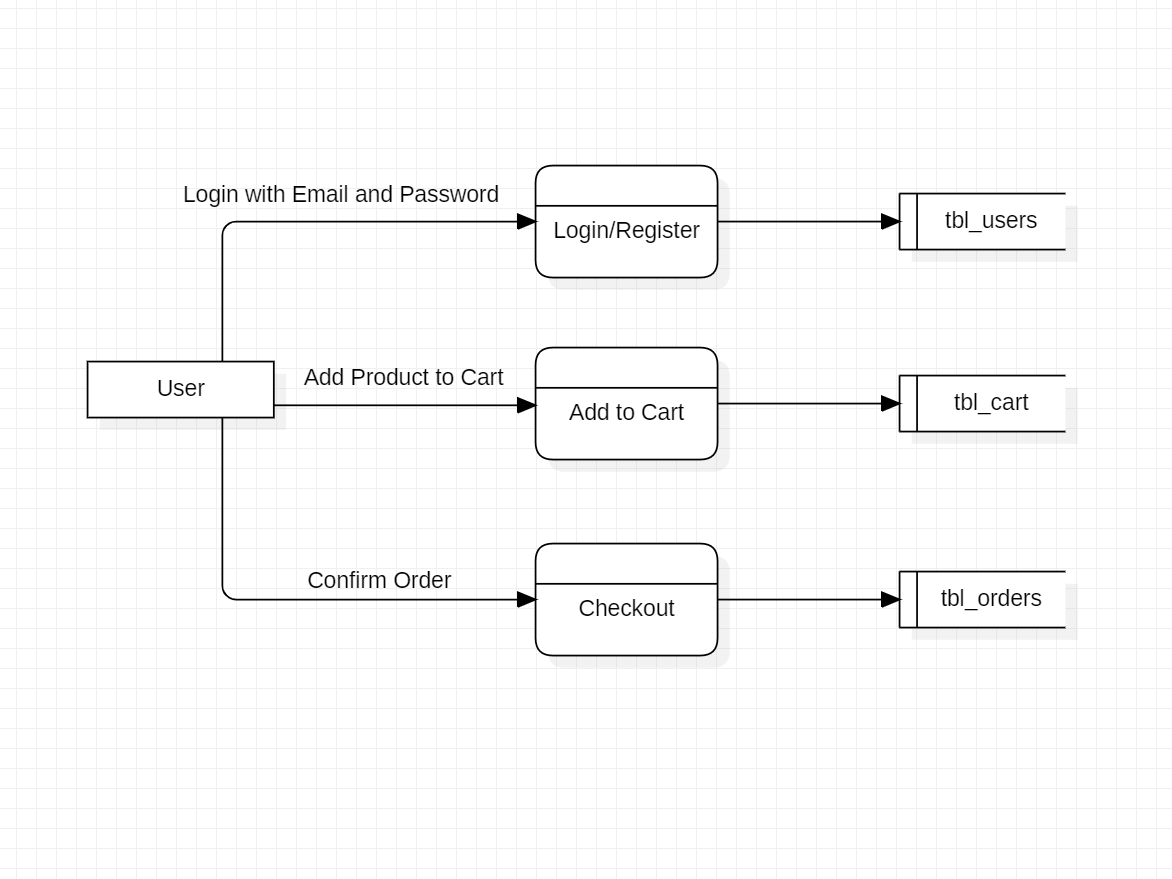 Login with Email and Password
Login/Register
tbl_users
User
Add Product to Cart
Add to Cart
tbl_cart
Confirm Order
Checkout
tbl_orders